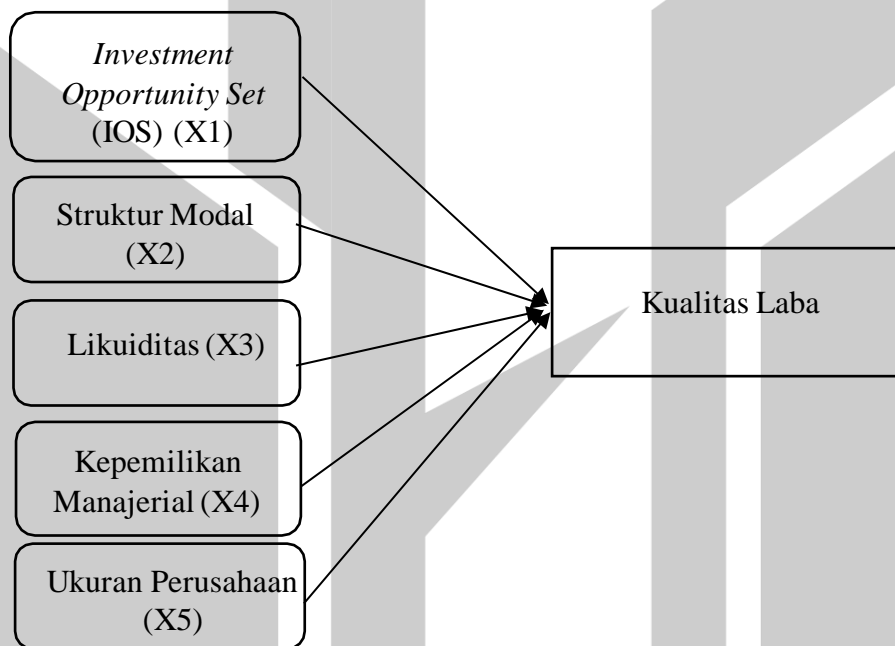 Investment
Opportunity Set
(IOS) (X1)
Struktur Modal
(X2)
Likuiditas (X3)
Kepemilikan
Manajerial (X4)
Ukuran Perusahaan
(X5)
Kualitas Laba